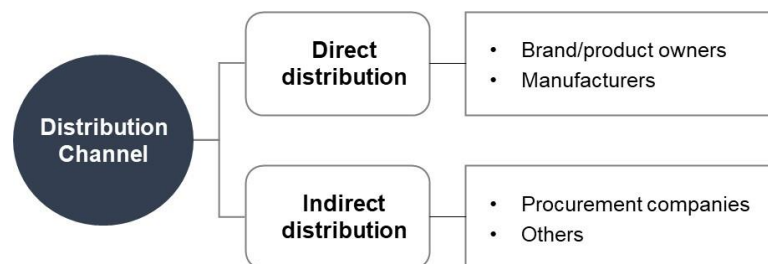 Distribution
Channel
Direct
distribution
• Brand/product owners
• Manufacturers
Indirect
distribution
• Procurement companies
• Others